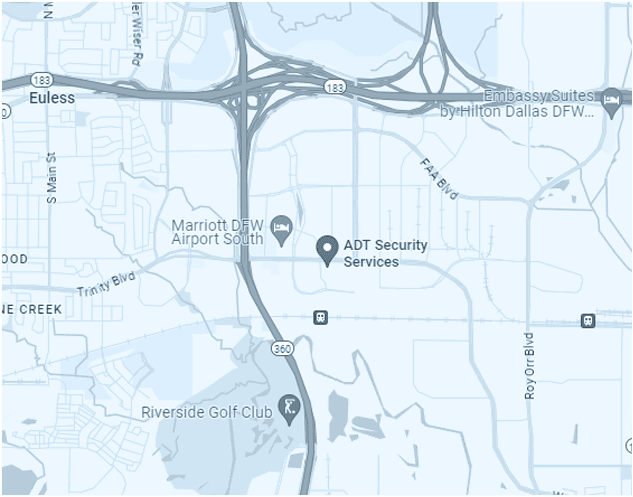 N M
ler Wiser Rd
183
Euless
183
Embassy Suites
by Hilton Dallas DFW...
S Main St
FAA Blvd
Marriott DFW
Airport South
ADT Security
Services
OOD
Trinity Blvd
NE CREEK
360
Roy Orr Blvd
Riverside Golf Club